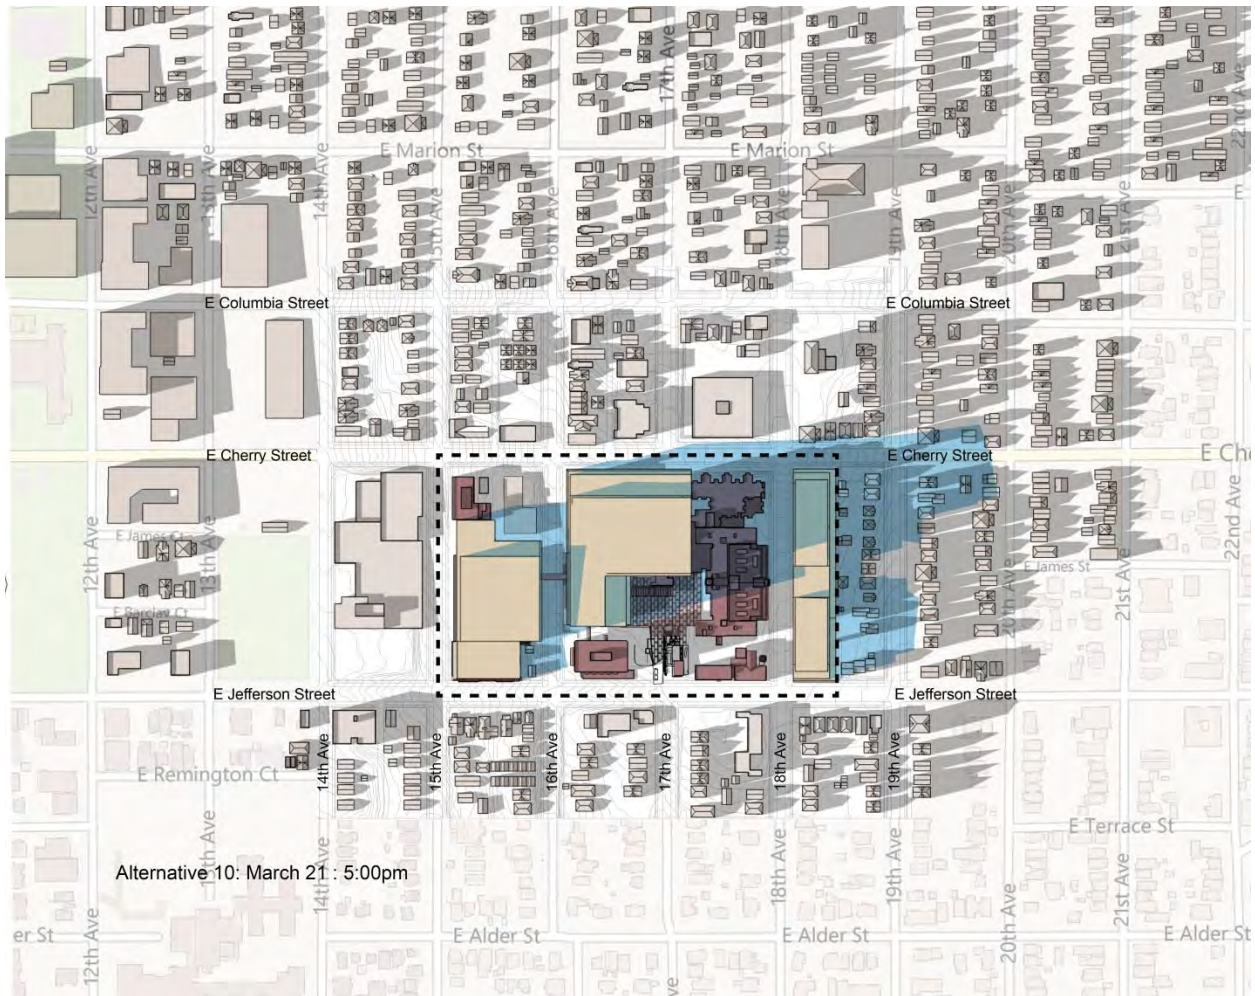 17th Ave
22nd Ave
E Marion St
E Marion St
12th Ave
13th Ave
14th Ave
15th Ave
16th Ave
18th Ave
19th Ave
20th Ave
21st Ave
E
E Columbia Street
E Columbia Street
E Cherry Street
E Cherry Street
E Che
12th Ave
E James Ct
13th Ave
22nd Ave
E James St
E Barclay Ct
20th Ave
21st Ave
E Jefferson Street
E Jefferson Street
14th Ave
15th Ave
16th Ave
17th Ave
18th Ave
19th Ave
E Remington Ct
E Terrace St
Alternative 10: March 21 : 5:00pm
13th Ave
14th Ave
18th Ave
19th Ave
21st Ave
er St
12th Ave
E Alder St
E Alder St
20th Ave
E Alder St
ve